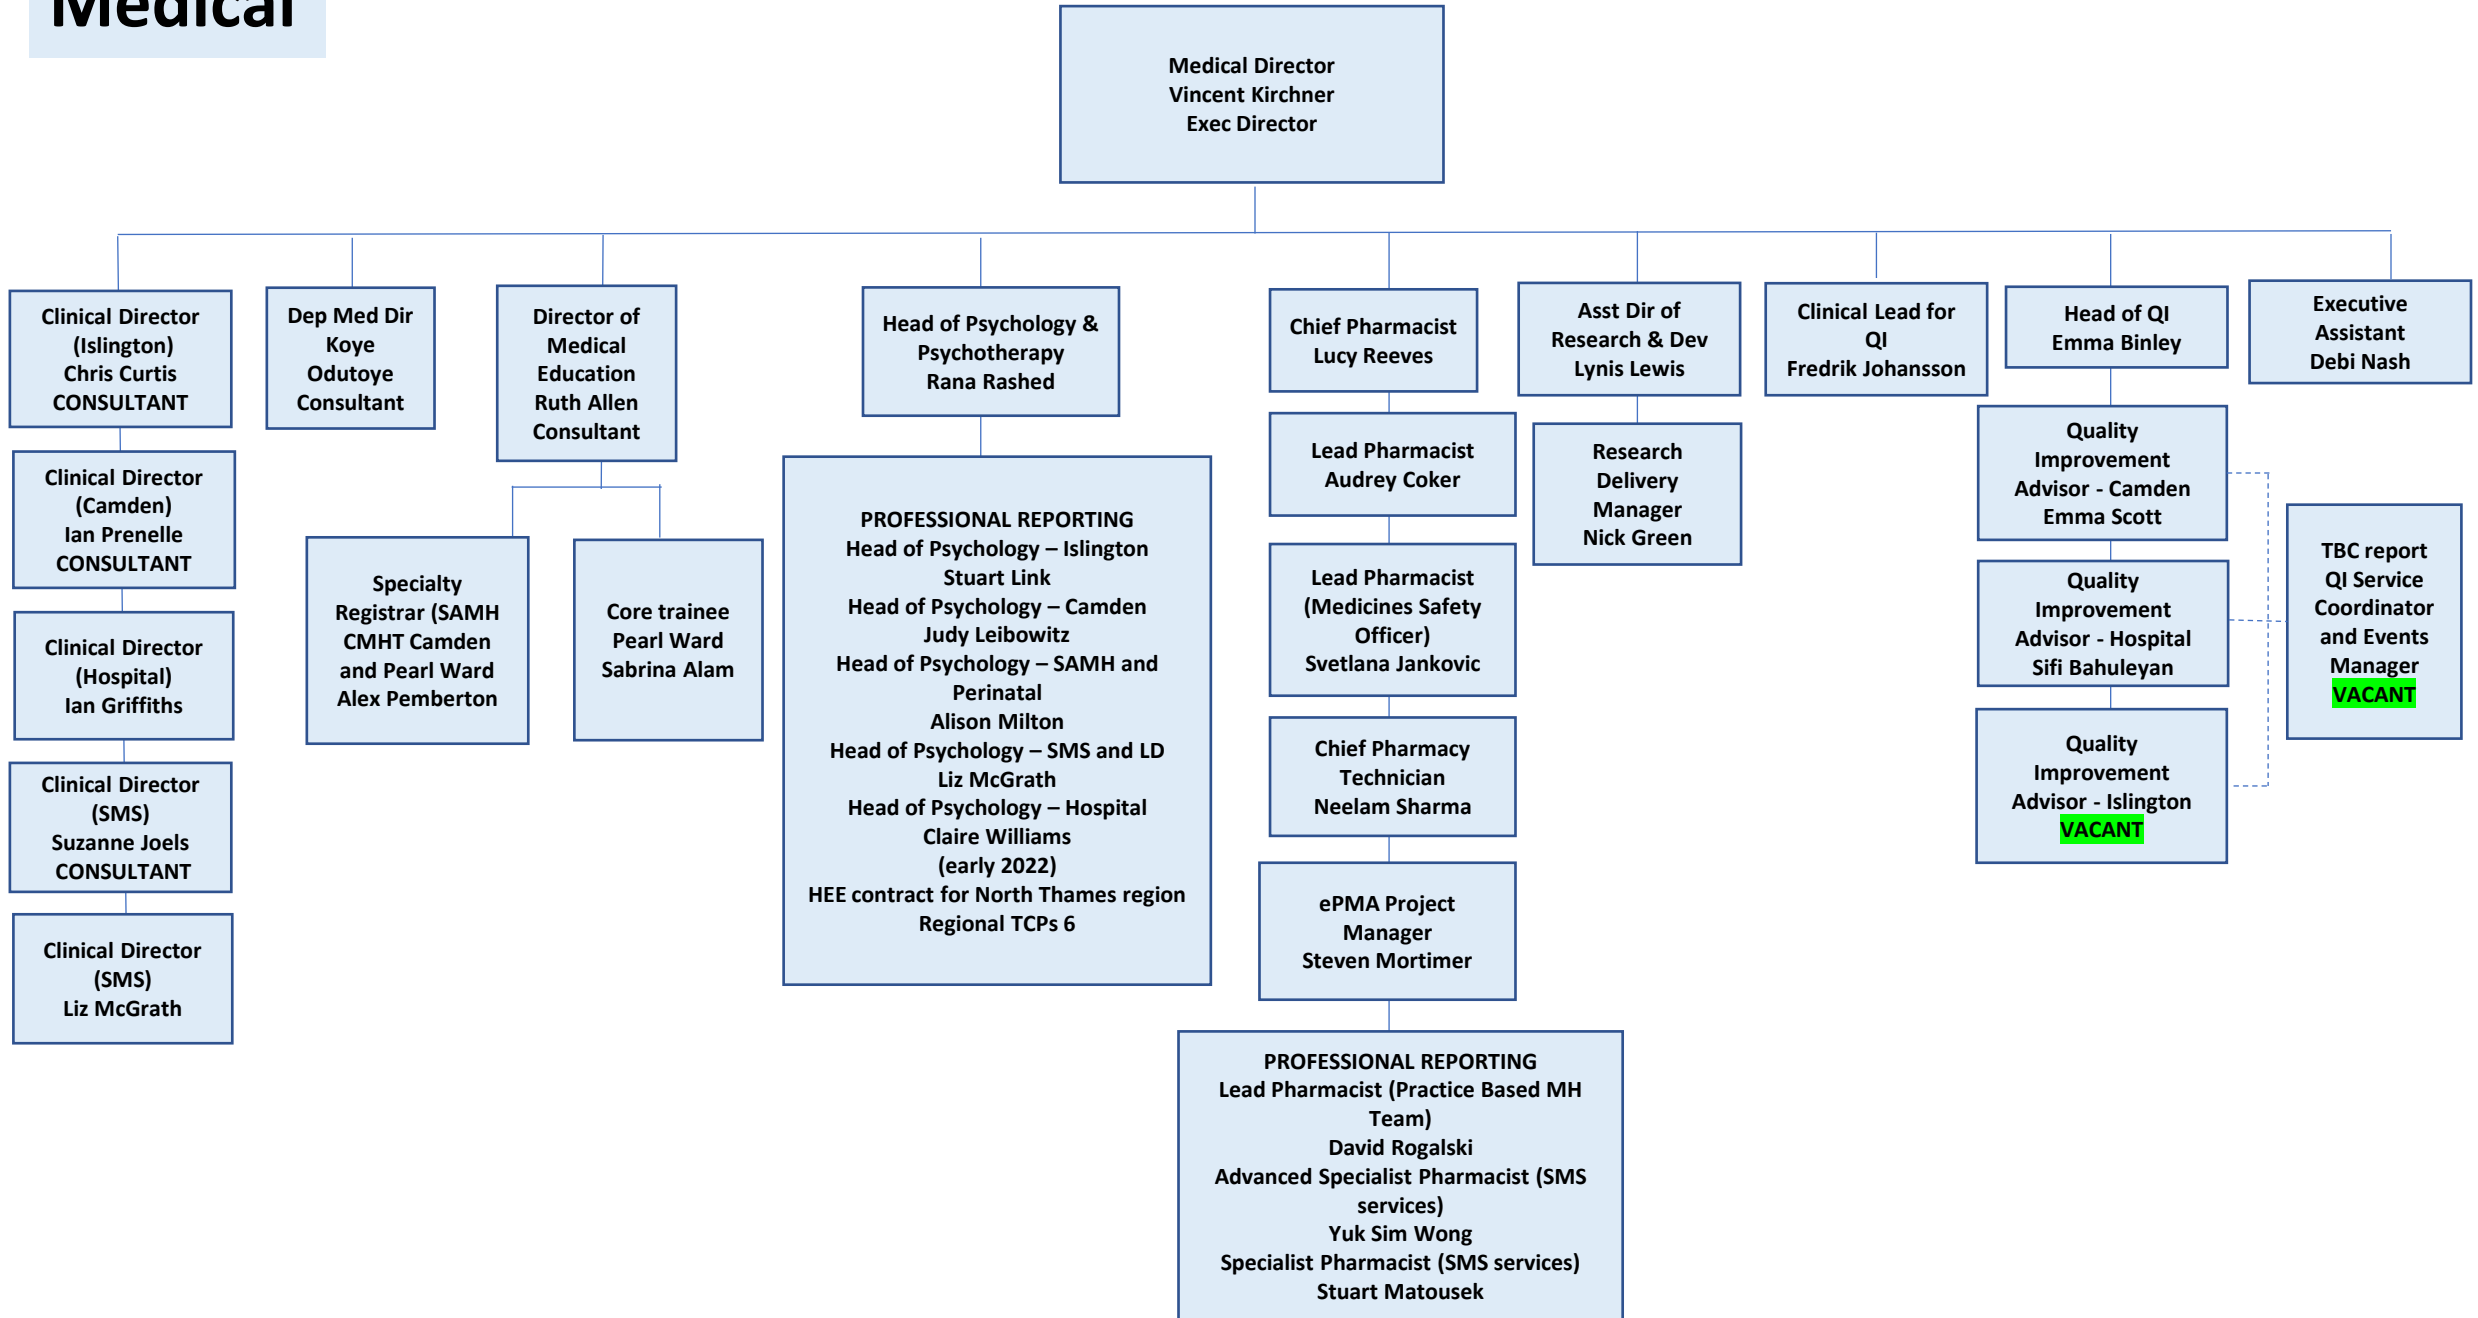 Medical
Medical Director
Vincent Kirchner
Exec Director
Clinical Director
(Islington)
Chris Curtis
CONSULTANT
Clinical Director
(Camden)
Ian Prenelle
CONSULTANT
Clinical Director
(Hospital)
Ian Griffiths
Clinical Director
(SMS)
Suzanne Joels
CONSULTANT
Clinical Director
(SMS)
Liz McGrath
Dep Med Dir
Koye
Odutoye
Consultant
Director of
Medical
Education
Ruth Allen
Consultant
Specialty
Registrar (SAMH
CMHT Camden
and Pearl Ward
Alex Pemberton
Core trainee
Pearl Ward
Sabrina Alam
Head of Psychology &
Psychotherapy
Rana Rashed
PROFESSIONAL REPORTING
Head of Psychology – Islington
Stuart Link
Head of Psychology – Camden
Judy Leibowitz
Head of Psychology – SAMH and
Perinatal
Alison Milton
Head of Psychology – SMS and LD
Liz McGrath
Head of Psychology – Hospital
Claire Williams
(early 2022)
HEE contract for North Thames region
Regional TCPs 6
Chief Pharmacist
Lucy Reeves
Lead Pharmacist
Audrey Coker
Lead Pharmacist
(Medicines Safety
Officer)
Svetlana Jankovic
Chief Pharmacy
Technician
Neelam Sharma
ePMA Project
Manager
Steven Mortimer
PROFESSIONAL REPORTING
Lead Pharmacist (Practice Based MH
Team)
David Rogalski
Advanced Specialist Pharmacist (SMS
services)
Yuk Sim Wong
Specialist Pharmacist (SMS services)
Stuart Matousek
Asst Dir of
Research & Dev
Lynis Lewis
Research
Delivery
Manager
Nick Green
Clinical Lead for
QI
Fredrik Johansson
Head of QI
Emma Binley
Quality
Improvement
Advisor - Camden
Emma Scott
Quality
Improvement
Advisor - Hospital
Sifi Bahuleyan
Quality
Improvement
Advisor - Islington
VACANT
TBC report
QI Service
Coordinator
and Events
Manager
VACANT
Executive
Assistant
Debi Nash